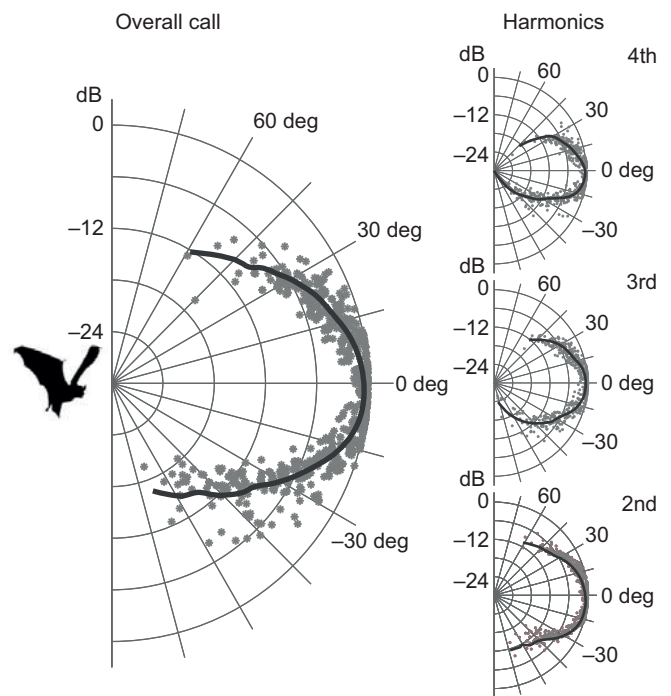 Overall call
dB
0
–12
–24
60 deg
30 deg
0 deg
–30 deg
Harmonics
4th
dB
0
–12
–24
60
30
0 deg
–30
3rd
dB
0
–12
–24
60
30
0 deg
–30
2nd
dB
0
–12
–24
60
30
0 deg
–30